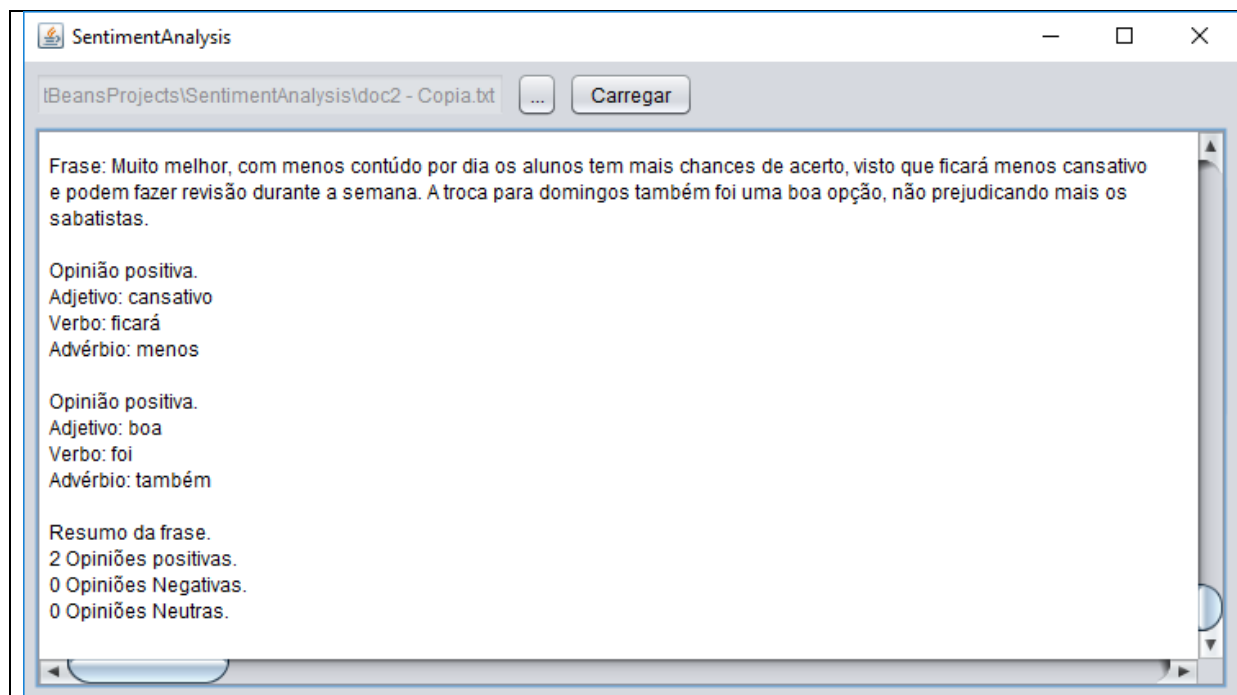 SentimentAnalysis
tBeansProjects\SentimentAnalysis\doc2 - Copia.txt ... Carregar
Frase: Muito melhor, com menos contúdo por dia os alunos tem mais chances de acerto, visto que ficará menos cansativo
e podem fazer revisão durante a semana. A troca para domingos também foi uma boa opção, não prejudicando mais os
sabatistas.
Opinião positiva.
Adjetivo: cansativo
Verbo: ficará
Advérbio: menos
Opinião positiva.
Adjetivo: boa
Verbo: foi
Advérbio: também
Resumo da frase.
2 Opiniões positivas.
0 Opiniões Negativas.
0 Opiniões Neutras.